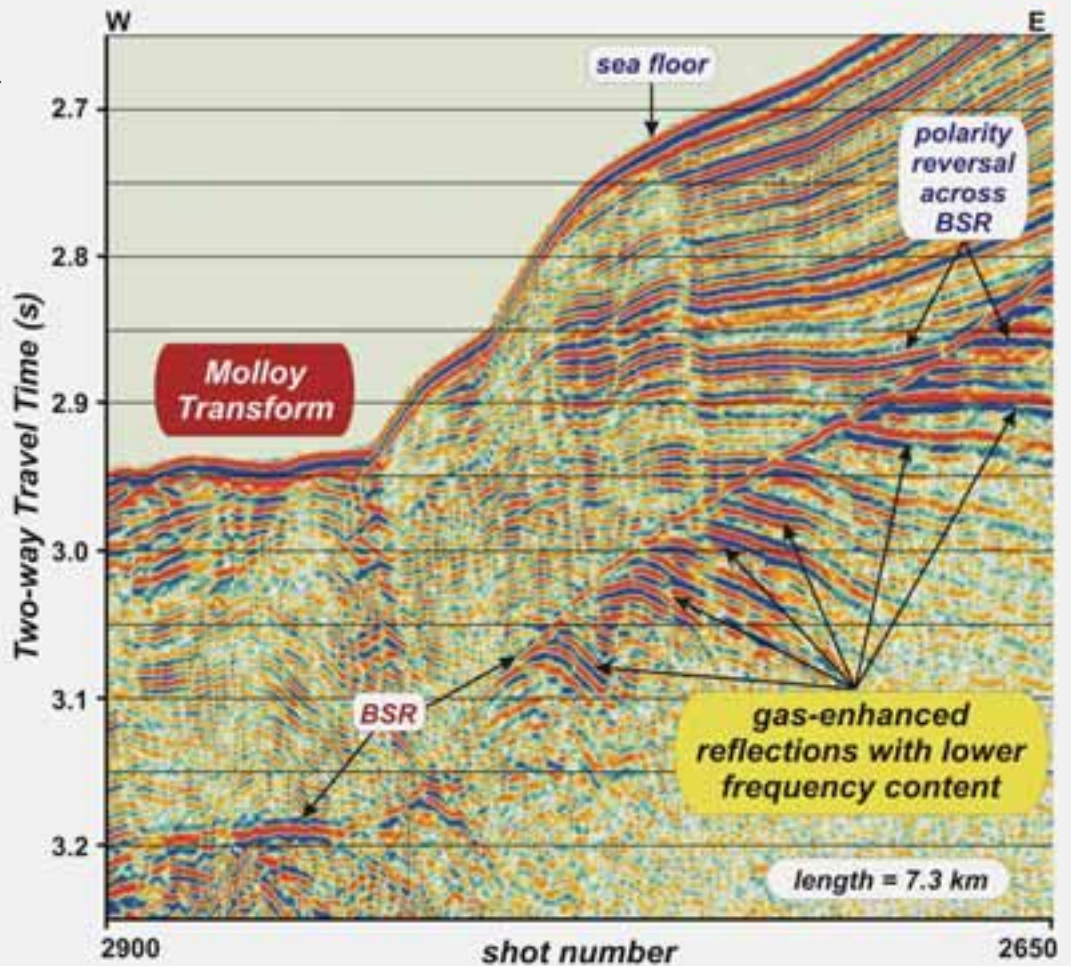 W
E
sea floor
2.7
polarity
reversal
across
BSR
2.8
Two-way Travel Time (s)
Molloy
Transform
2.9
3.0
3.1
BSR
gas-enhanced
reflections with lower
frequency content
3.2
length = 7.3 km
2900
shot number
2650